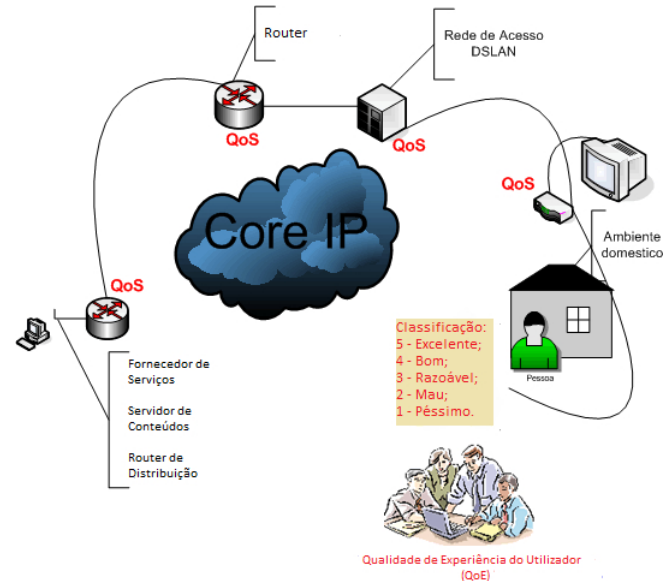 Router
Rede de Acesso
DSLAN
QoS
QoS
QoS
Core IP
Ambiente
domestico
QoS
Fornecedor de
Serviços
Servidor de
Conteúdos
Router de
Distribuição
Classificação:
5 - Excelente;
4 - Bom;
3 - Razoável;
2 - Mau;
1 - Péssimo.
Pessoa
Qualidade de Experiência do Utilizador
(QoE)